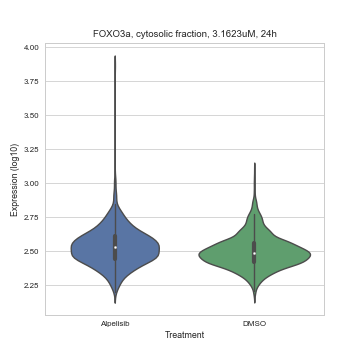 FOXO3a, cytosolic fraction, 3.1623uM, 24h
4.00
3.75
3.50
3.25
3.00
2.75
2.50
2.25
Expression (log10)
Alpelisib
DMSO
Treatment